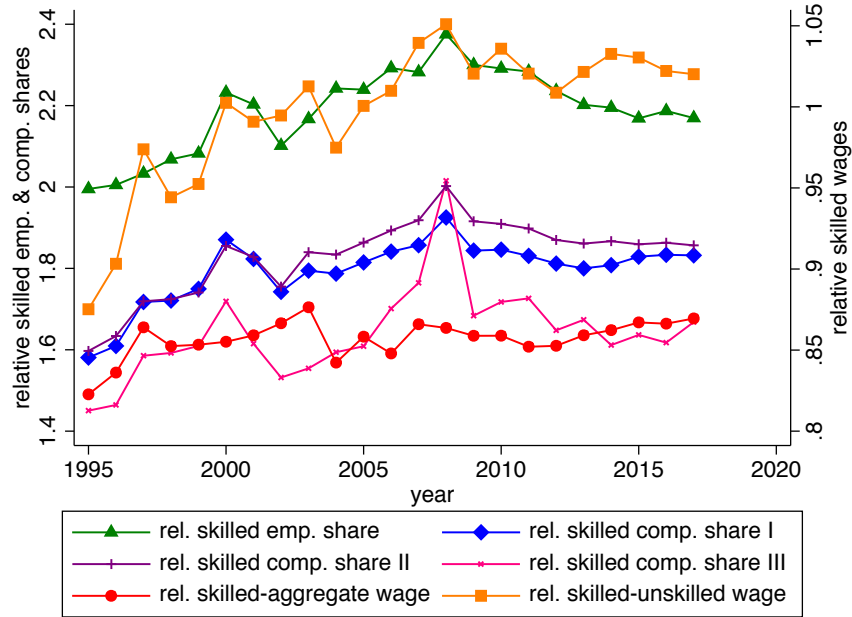 relative skilled emp. & comp. shares
2.4
2.2
2
1.8
1.6
1.4
1.05
1
.95
.9
.85
.8
relative skilled wages
1995 2000 2005 2010 2015 2020
year
rel. skilled emp. share rel. skilled comp. share I
rel. skilled comp. share II rel. skilled comp. share III
rel. skilled-aggregate wage rel. skilled-unskilled wage